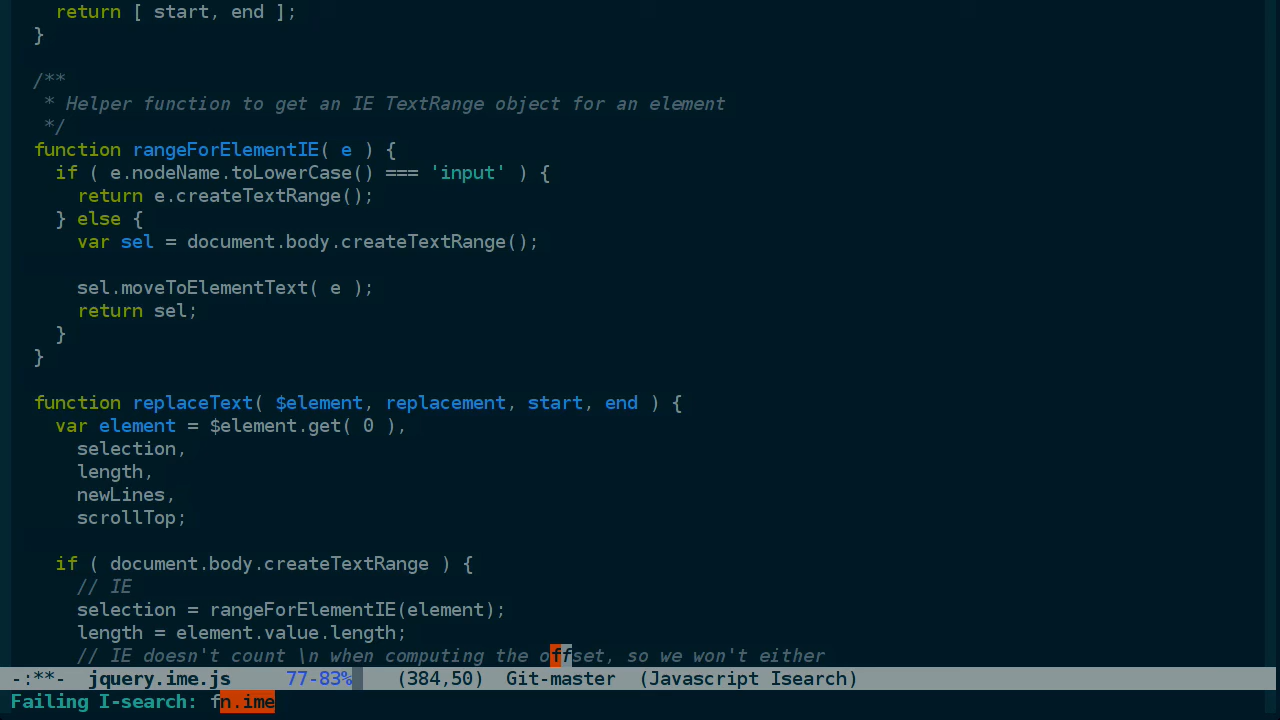 return [ start, end ];
}
/**
* Helper function to get an IE TextRange object for an element
*/
function rangeForElementIE( e ) {
if ( e.nodeName.toLowerCase() === 'input' ) {
return e.createTextRange();
} else {
var sel = document.body.createTextRange();
sel.moveToElementText( e );
return sel;
}
}
function replaceText( $element, replacement, start, end ) {
var element = $element.get( 0 ),
selection,
length,
newLines,
scrollTop;
if ( document.body.createTextRange ) {
// IE
selection = rangeForElementIE(element);
length = element.value.length;
// IE doesn't count \n when computing the offset, so we won't either
-:**- jquery.ime.js 77-83% (384,50) Git-master (Javascript Isearch)
Failing I-search: fn.ime